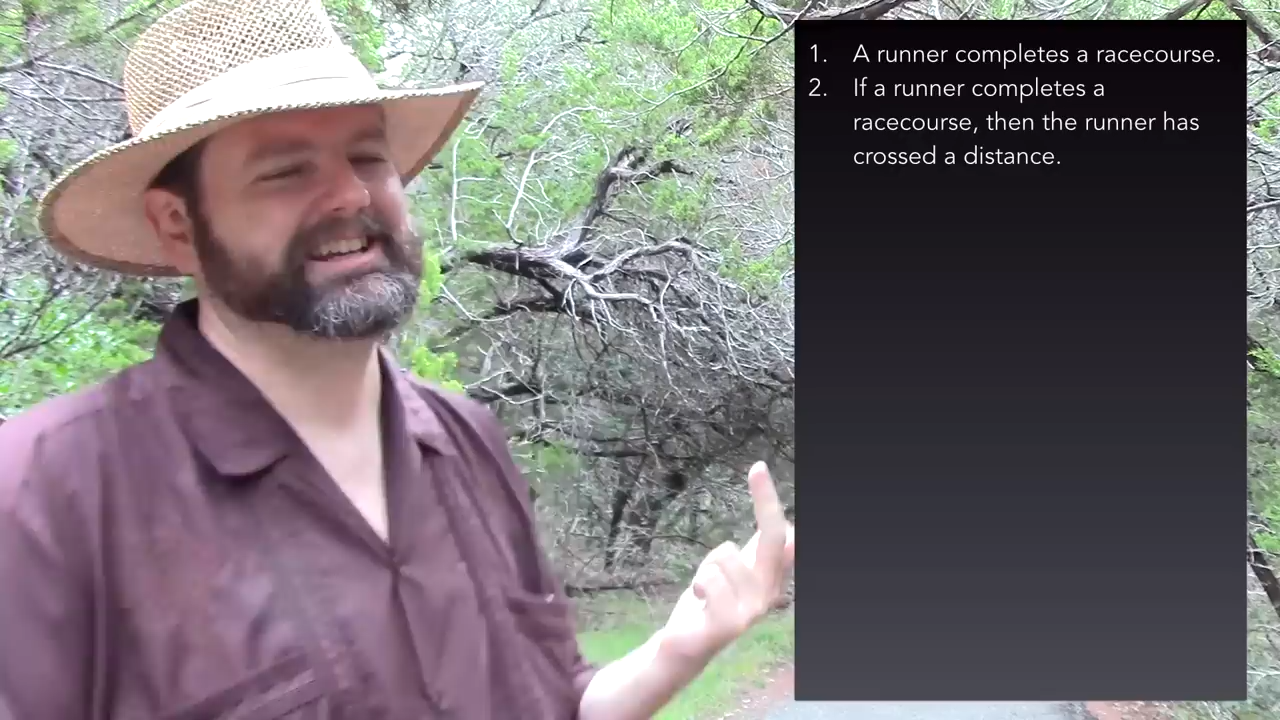 1. A runner completes a racecourse.
2. If a runner completes a
racecourse, then the runner has
crossed a distance.